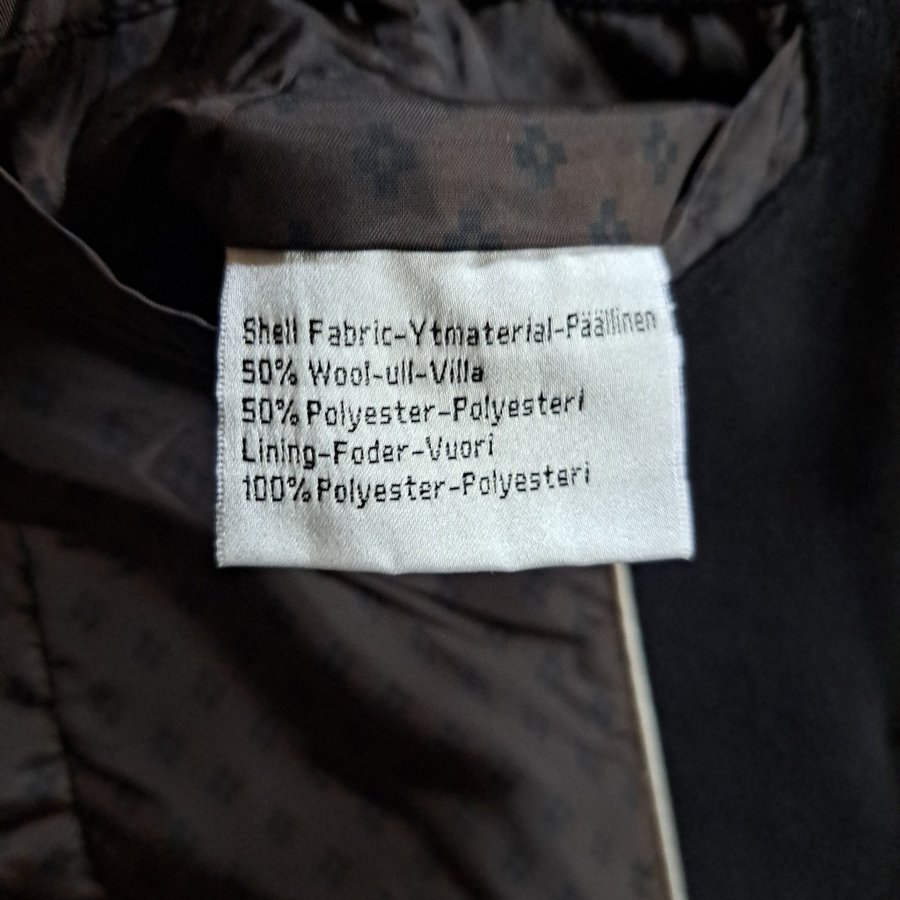 Shell Fabric-Ytmaterial-Päällinen
50% Wool-ull-Villa
50% Polyester-Polyesteri
Lining-Foder-Vuori
100% Polyester-Polyesteri